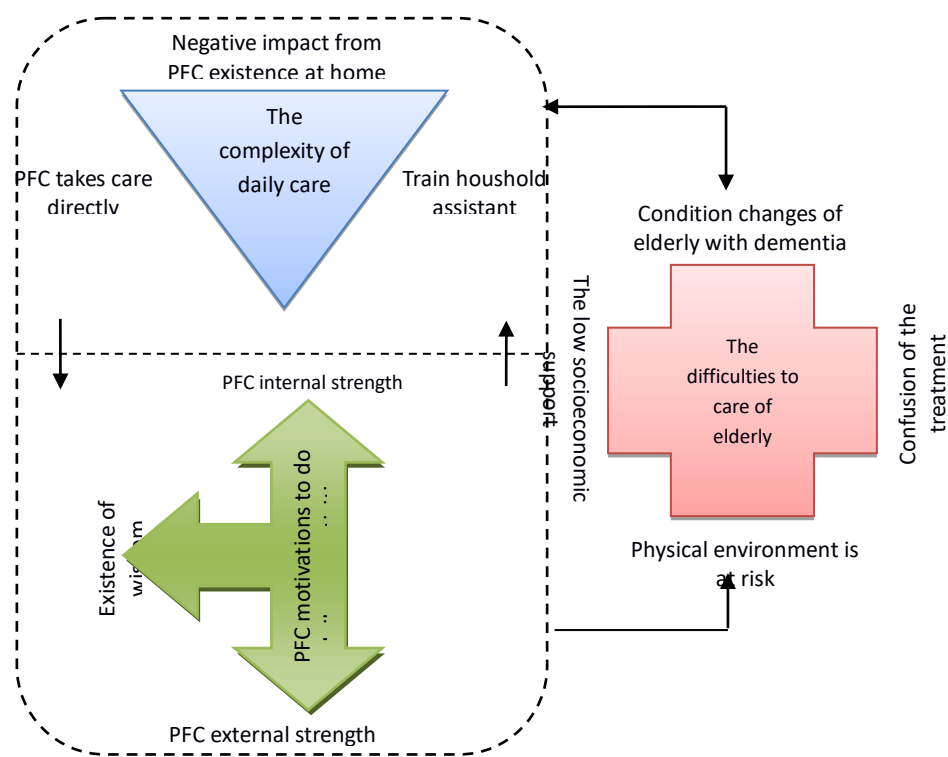 Negative impact from
PFC existence at home
The
complexity of
daily care
PFC takes care
directly
Train houshold
assistant
Condition changes of
elderly with dementia
The low socioeconomic
support
The
difficulties to
care of
elderly
Confusion of the
treatment
Physical environment is
at risk
PFC internal strength
PFC motivations to do
Existence of
PFC external strength